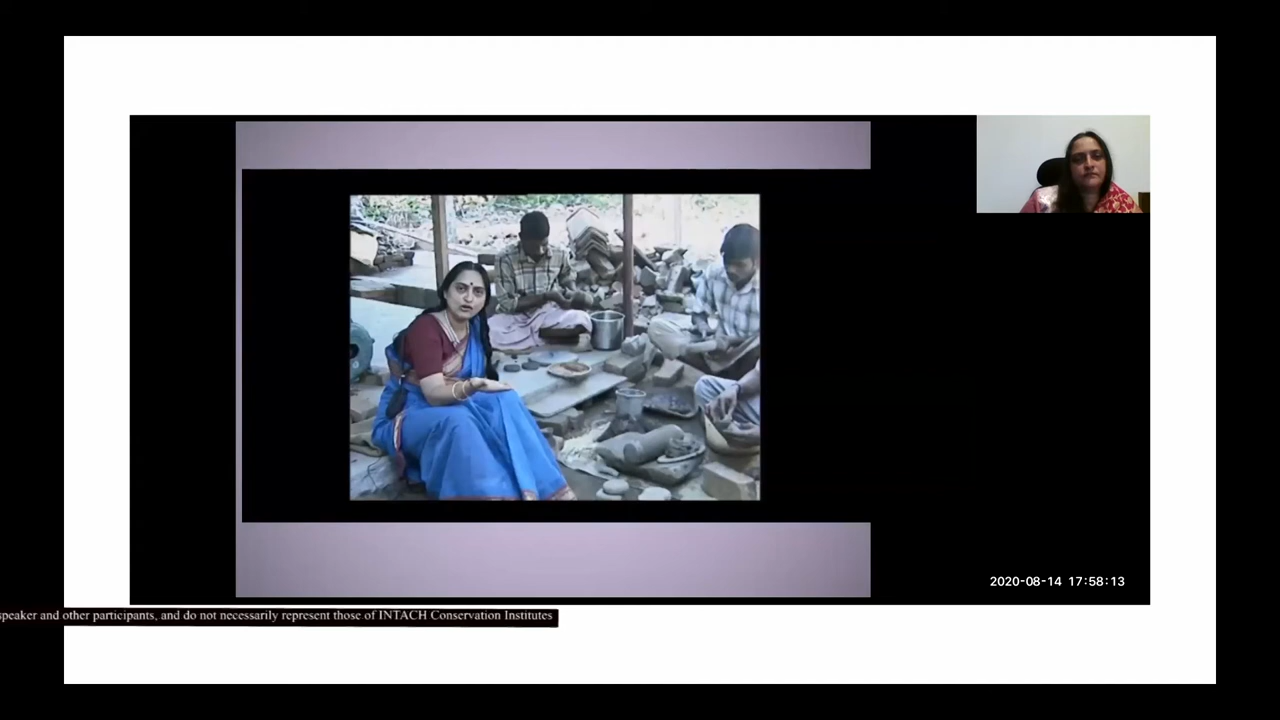 2020-08-14 17:58:13
speaker and other participants, and do not necessarily represent those of INTACH Conservation Institutes